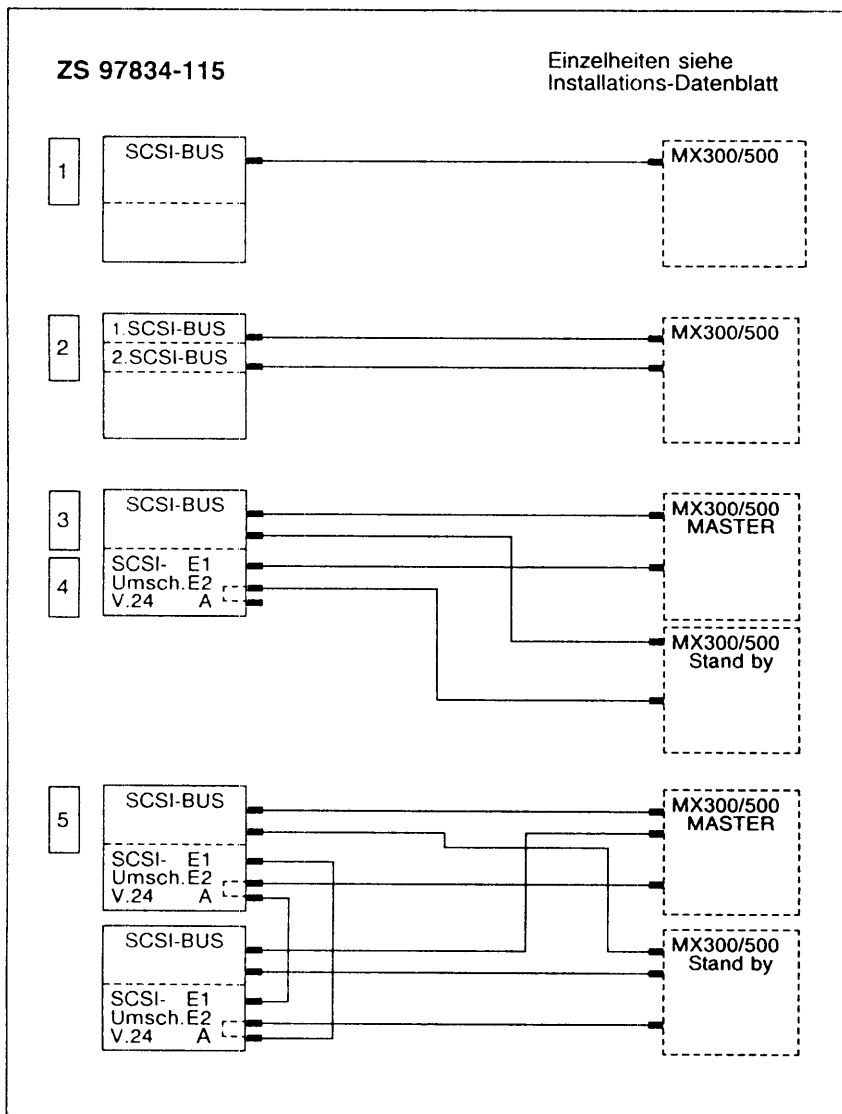 ZS 97834-115
Einzelheiten siehe
Installations-Datenblatt
1
SCSI-BUS
MX300/500
2
1.SCSI-BUS
2.SCSI-BUS
MX300/500
3
4
SCSI-BUS
SCSI- E1
Umsch.E2
V.24 A
MX300/500
MASTER
MX300/500
Stand by
5
SCSI-BUS
SCSI- E1
Umsch.E2
V.24 A
MX300/500
MASTER
SCSI-BUS
SCSI- E1
Umsch.E2
V.24 A
MX300/500
Stand by